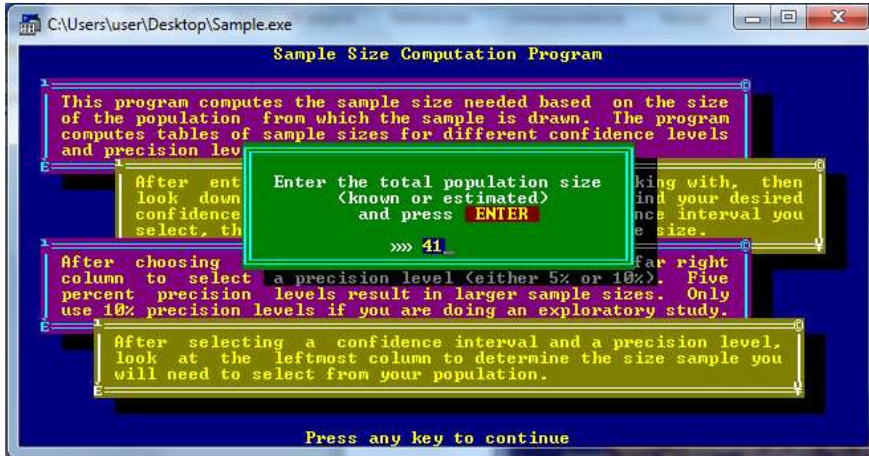 C:\Users\user\Desktop\Sample.exe
Sample Size Computation Program
This program computes the sample size needed based on the size
of the population from which the sample is drawn. The program
computes tables of sample sizes for different confidence levels
and precision lev
After ent king with, then
look down ind your desired
confidence nce interval you
select, th e size.
Enter the total population size
(known or estimated)
and press ENTER
»»» 41_
After choosing far right
column to select a precision level (either 5% or 10%). Five
percent precision levels result in larger sample sizes. Only
use 10% precision levels if you are doing an exploratory study.
After selecting a confidence interval and a precision level,
look at the leftmost column to determine the size sample you
will need to select from your population.
Press any key to continue